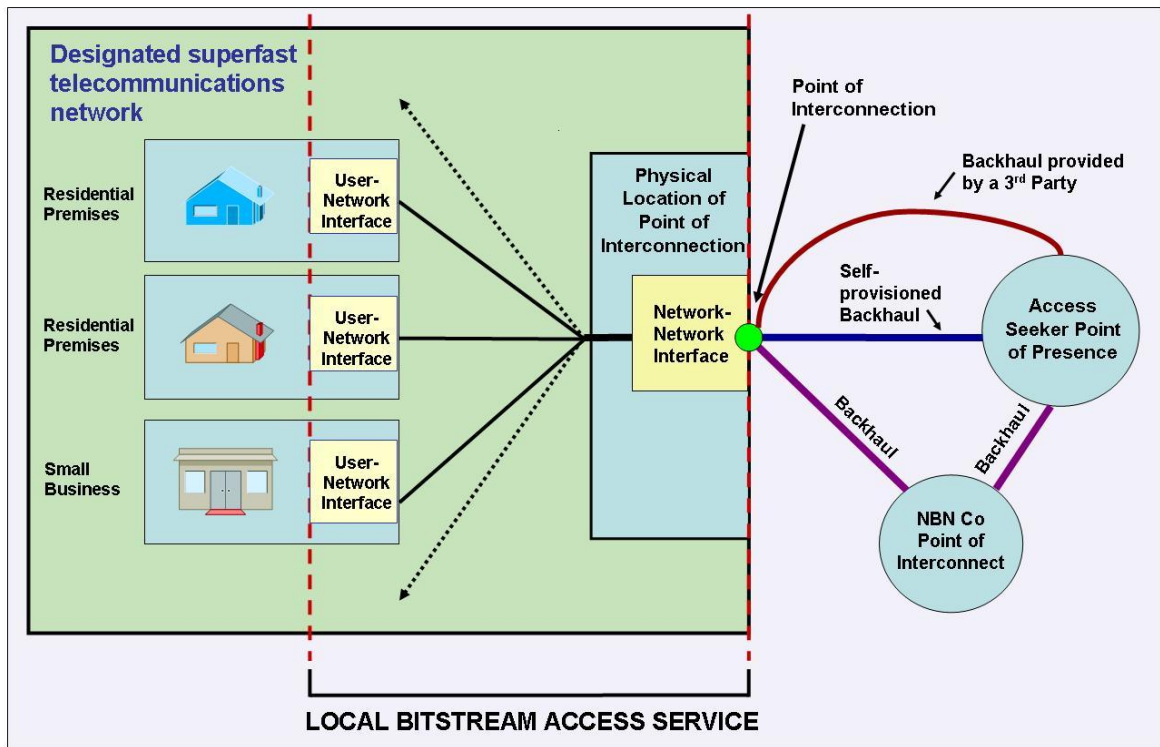 Designated superfast
telecommunications
network
Residential
Premises
User-
Network
Interface
Residential
Premises
User-
Network
Interface
Small
Business
User-
Network
Interface
Physical
Location of
Point of
Interconnection
Network-
Network
Interface
Point of
Interconnection
Backhaul provided
by a 3rd Party
Self-
provisioned
Backhaul
Access
Seeker Point
of Presence
Backhaul
Backhaul
NBN Co
Point of
Interconnect
LOCAL BITSTREAM ACCESS SERVICE